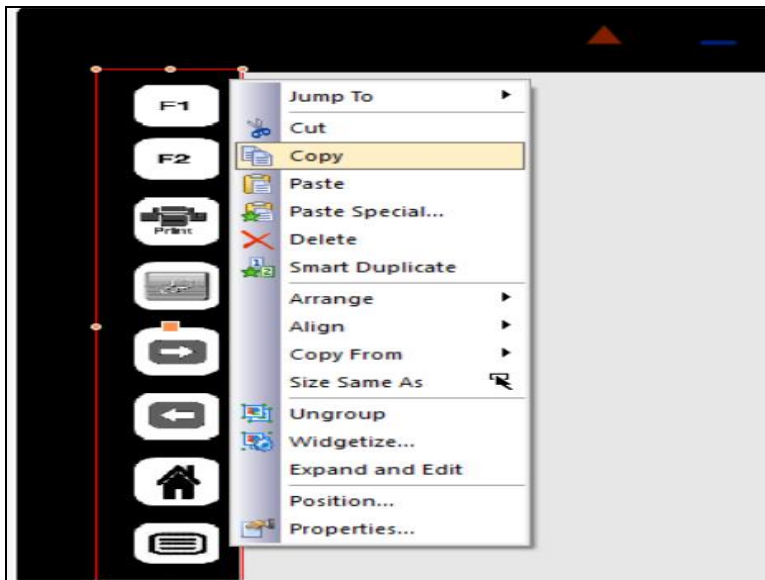 F1
F2
Print
Jump To
Cut
Copy
Paste
Paste Special...
Delete
Smart Duplicate
Arrange
Align
Copy From
Size Same As
Ungroup
Widgetize...
Expand and Edit
Position...
Properties...